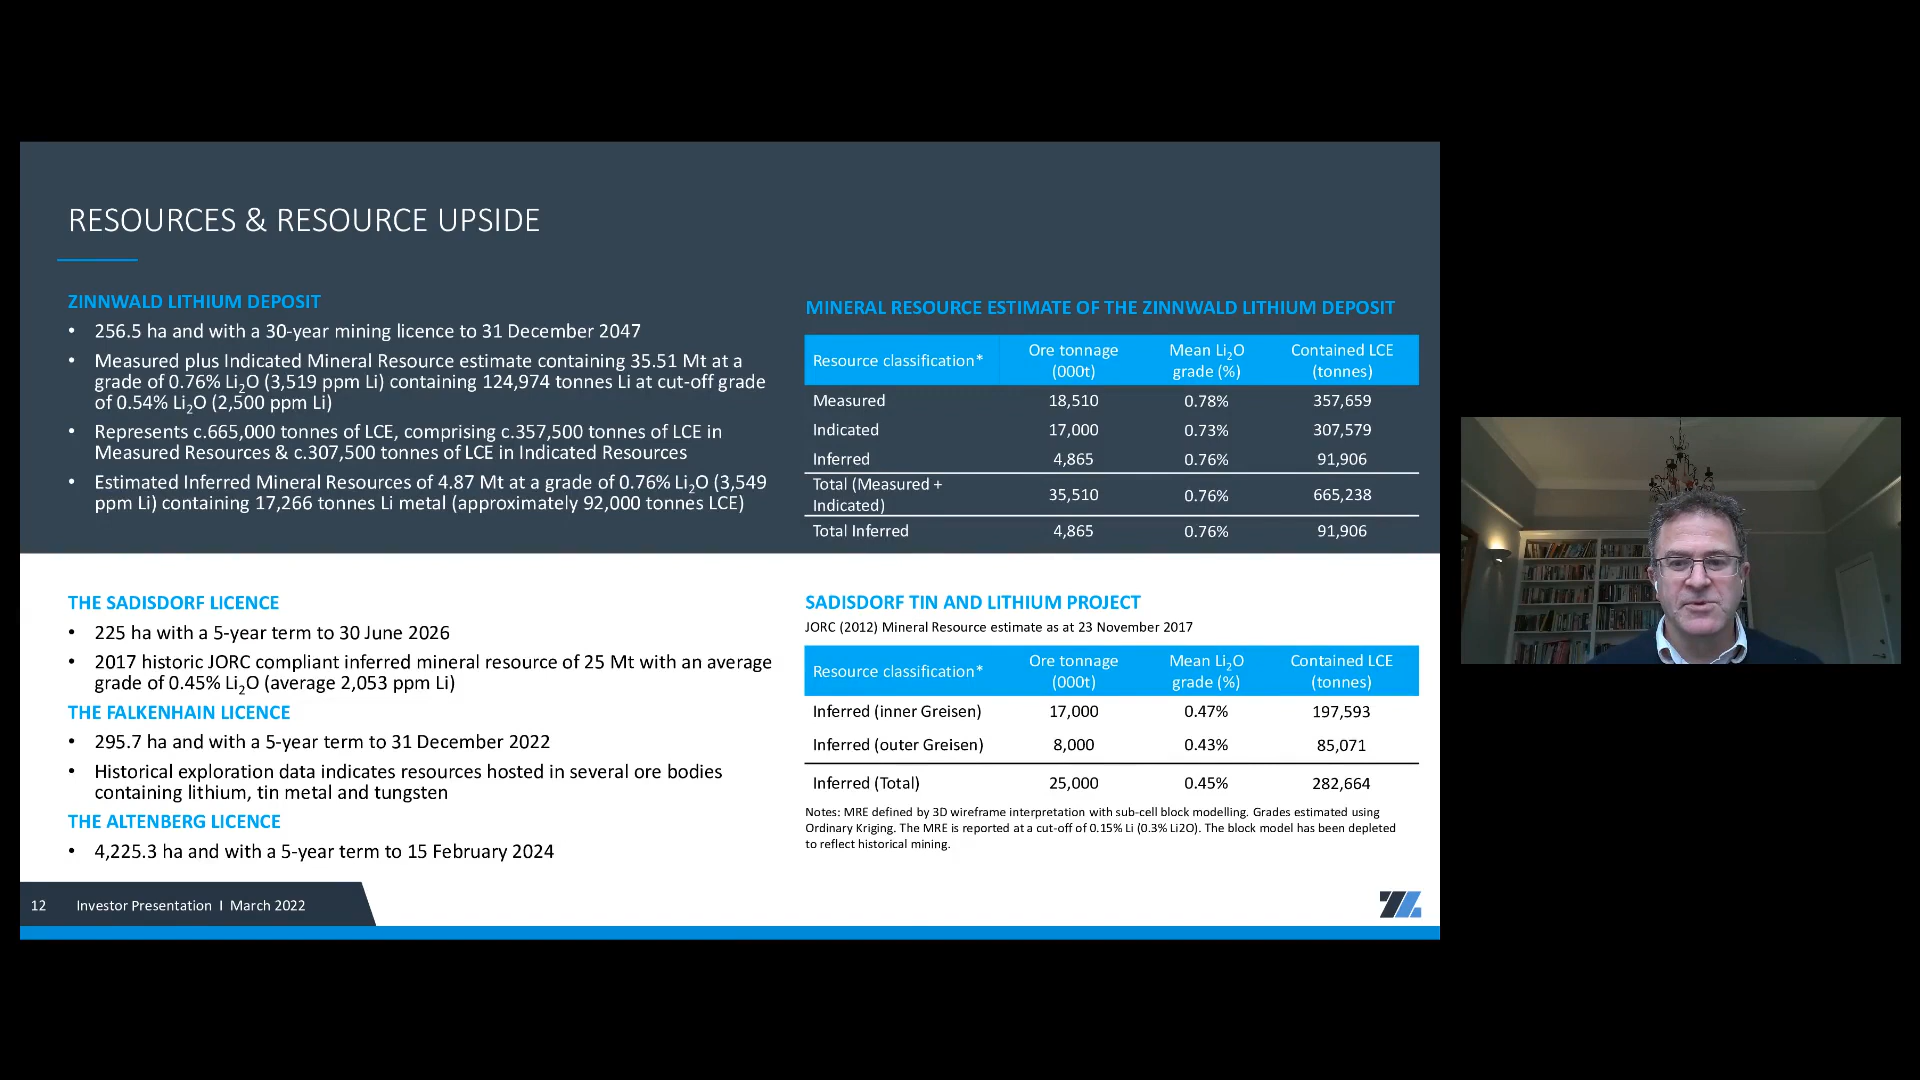 RESOURCES & RESOURCE UPSIDE
ZINNWALD LITHIUM DEPOSIT
• 256.5 ha and with a 30-year mining licence to 31 December 2047
• Measured plus Indicated Mineral Resource estimate containing 35.51 Mt at a
grade of 0.76% Li₂O (3,519 ppm Li) containing 124,974 tonnes Li at cut-off grade
of 0.54% Li₂O (2,500 ppm Li)
• Represents c.665,000 tonnes of LCE, comprising c.357,500 tonnes of LCE in
Measured Resources & c.307,500 tonnes of LCE in Indicated Resources
• Estimated Inferred Mineral Resources of 4.87 Mt at a grade of 0.76% Li₂O (3,549
ppm Li) containing 17,266 tonnes Li metal (approximately 92,000 tonnes LCE)
MINERAL RESOURCE ESTIMATE OF THE ZINNWALD LITHIUM DEPOSIT
Resource classification* Ore tonnage (000t) Mean Li₂O grade (%) Contained LCE (tonnes)
Measured 18,510 0.78% 357,659
Indicated 17,000 0.73% 307,579
Inferred 4,865 0.76% 91,906
Total (Measured + Indicated) 35,510 0.76% 665,238
Total Inferred 4,865 0.76% 91,906
THE SADISDORF LICENCE
• 225 ha with a 5-year term to 30 June 2026
• 2017 historic JORC compliant inferred mineral resource of 25 Mt with an average
grade of 0.45% Li₂O (average 2,053 ppm Li)
THE FALKENHAIN LICENCE
• 295.7 ha and with a 5-year term to 31 December 2022
• Historical exploration data indicates resources hosted in several ore bodies
containing lithium, tin metal and tungsten
THE ALTENBERG LICENCE
• 4,225.3 ha and with a 5-year term to 15 February 2024
SADISDORF TIN AND LITHIUM PROJECT
JORC (2012) Mineral Resource estimate as at 23 November 2017
Resource classification* Ore tonnage (000t) Mean Li₂O grade (%) Contained LCE (tonnes)
Inferred (inner Greisen) 17,000 0.47% 197,593
Inferred (outer Greisen) 8,000 0.43% 85,071
Inferred (Total) 25,000 0.45% 282,664
Notes: MRE defined by 3D wireframe interpretation with sub-cell block modelling. Grades estimated using
Ordinary Kriging. The MRE is reported at a cut-off of 0.15% Li (0.3% Li2O). The block model has been depleted
to reflect historical mining.
12 Investor Presentation I March 2022